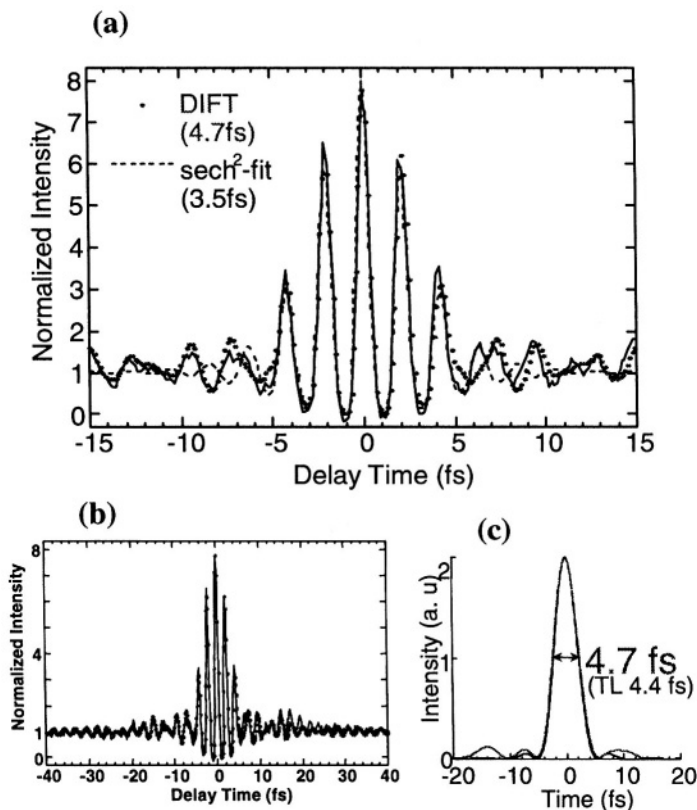 (a)
8
7
6
5
4
3
2
1
0
Normalized Intensity
DIFT
(4.7fs)
sech²-fit
(3.5fs)
-15 -10 -5 0 5 10 15
Delay Time (fs)
(b)
8
4
1
0
Normalized Intensity
-40 -30 -20 -10 0 10 20 30 40
Delay Time (fs)
(c)
2
1
0
Intensity (a. u)
4.7 fs
(TL 4.4 fs)
-20 -10 0 10 20
Time (fs)